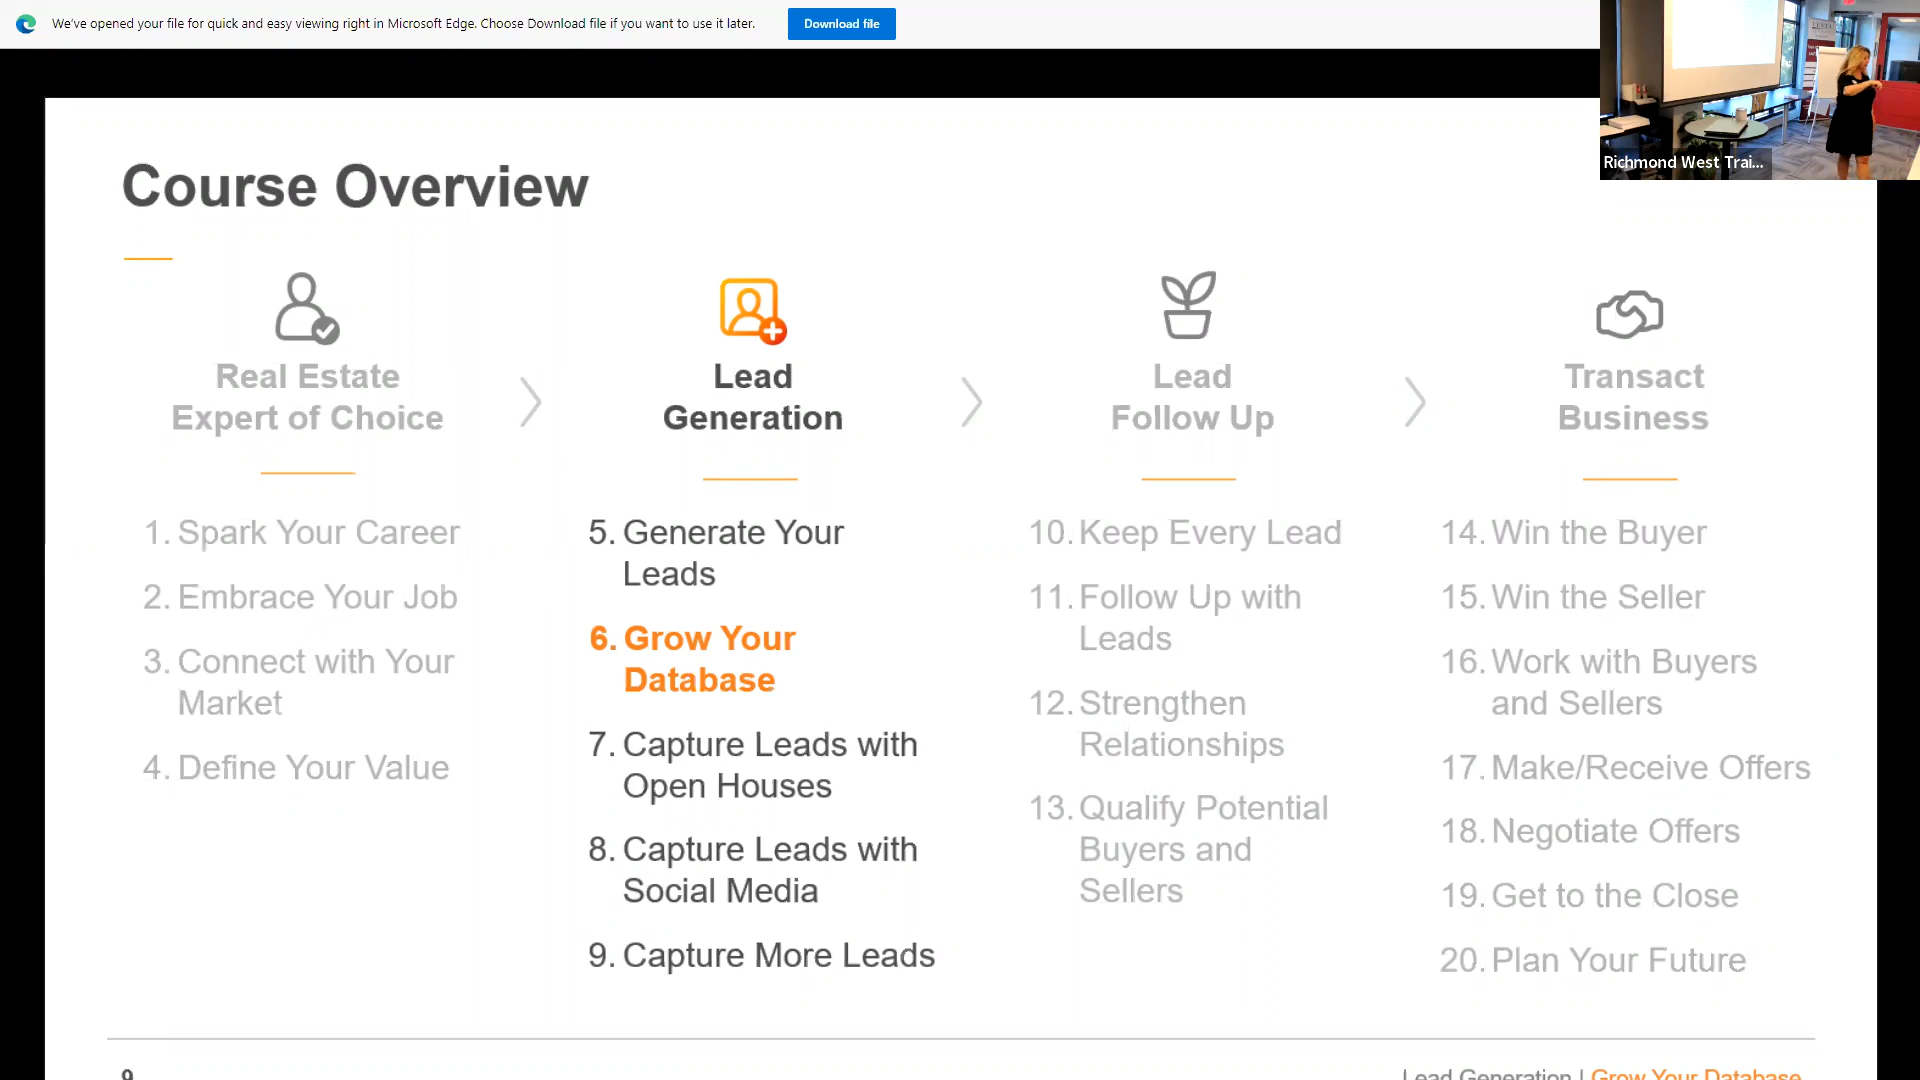 We've opened your file for quick and easy viewing right in Microsoft Edge. Choose Download file if you want to use it later.
Download file
Richmond West Trai...
Course Overview
Real Estate
Expert of Choice
1. Spark Your Career
2. Embrace Your Job
3. Connect with Your
Market
4. Define Your Value
Lead
Generation
5. Generate Your
Leads
6. Grow Your
Database
7. Capture Leads with
Open Houses
8. Capture Leads with
Social Media
9. Capture More Leads
Lead
Follow Up
10. Keep Every Lead
11. Follow Up with
Leads
12. Strengthen
Relationships
13. Qualify Potential
Buyers and
Sellers
Transact
Business
14. Win the Buyer
15. Win the Seller
16. Work with Buyers
and Sellers
17. Make/Receive Offers
18. Negotiate Offers
19. Get to the Close
20. Plan Your Future
9
Lead Generation | Grow Your Database